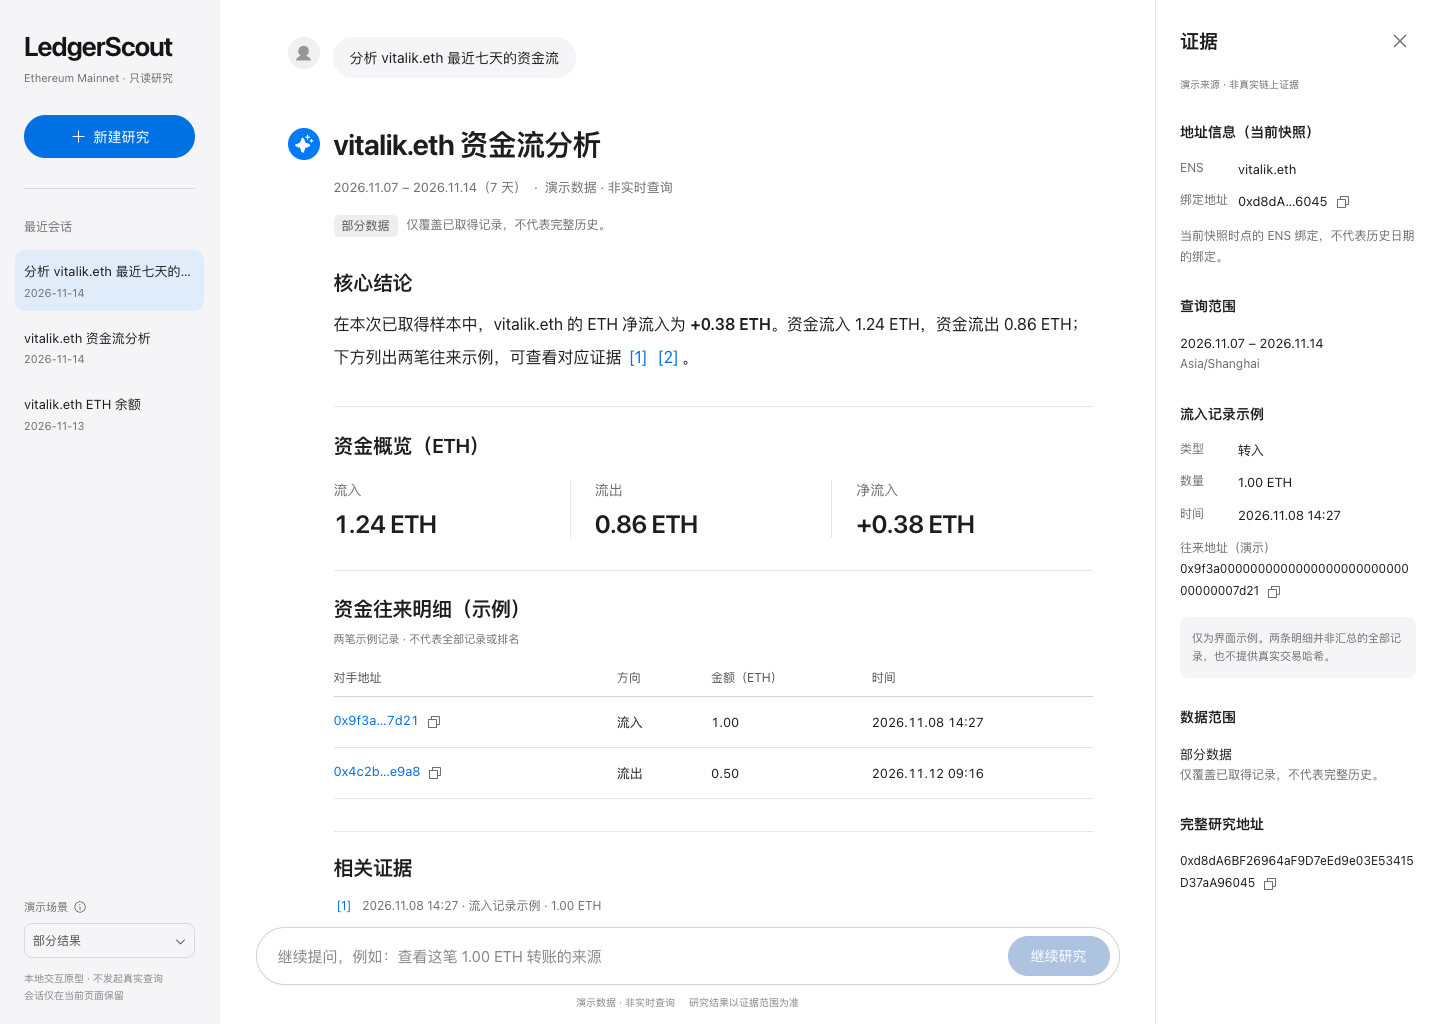 LedgerScout
Ethereum Mainnet · 只读研究
新建研究
最近会话
分析 vitalik.eth 最近七天的...
2026-11-14
vitalik.eth 资金流分析
2026-11-14
vitalik.eth ETH 余额
2026-11-13
演示场景
部分结果
本地交互原型 · 不发起真实查询
会话仅在当前页面保留
分析 vitalik.eth 最近七天的资金流
vitalik.eth 资金流分析
2026.11.07 – 2026.11.14（7 天） · 演示数据 · 非实时查询
部分数据 仅覆盖已取得记录，不代表完整历史。
核心结论
在本次已取得样本中，vitalik.eth 的 ETH 净流入为 +0.38 ETH。资金流入 1.24 ETH，资金流出 0.86 ETH；
下方列出两笔往来示例，可查看对应证据 [1] [2] 。
资金概览（ETH）
流入 流出 净流入
1.24 ETH 0.86 ETH +0.38 ETH
资金往来明细（示例）
两笔示例记录 · 不代表全部记录或排名
对手地址 方向 金额（ETH） 时间
0x9f3a...7d21 流入 1.00 2026.11.08 14:27
0x4c2b...e9a8 流出 0.50 2026.11.12 09:16
相关证据
[1] 2026.11.08 14:27 · 流入记录示例 · 1.00 ETH
继续提问，例如：查看这笔 1.00 ETH 转账的来源
继续研究
演示数据 · 非实时查询 研究结果以证据范围为准
证据
演示来源 · 非真实链上证据
地址信息（当前快照）
ENS vitalik.eth
绑定地址 0xd8dA...6045
当前快照时点的 ENS 绑定，不代表历史日期
的绑定。
查询范围
2026.11.07 – 2026.11.14
Asia/Shanghai
流入记录示例
类型 转入
数量 1.00 ETH
时间 2026.11.08 14:27
往来地址（演示）
0x9f3a0000000000000000000000000
00000007d21
仅为界面示例。两条明细并非汇总的全部记
录，也不提供真实交易哈希。
数据范围
部分数据
仅覆盖已取得记录，不代表完整历史。
完整研究地址
0xd8dA6BF26964aF9D7eEd9e03E53415
D37aA96045